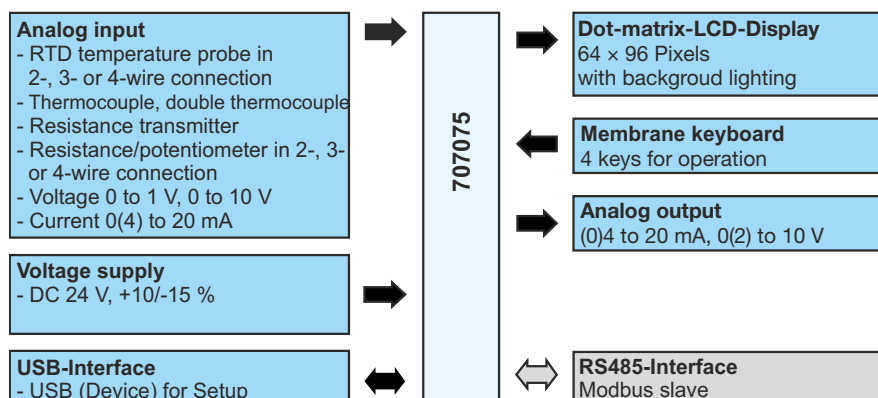 Analog input
- RTD temperature probe in
2-, 3- or 4-wire connection
- Thermocouple, double thermocouple
- Resistance transmitter
- Resistance/potentiometer in 2-, 3-
or 4-wire connection
- Voltage 0 to 1 V, 0 to 10 V
- Current 0(4) to 20 mA
Voltage supply
- DC 24 V, +10/-15 %
USB-Interface
- USB (Device) for Setup
707075
Dot-matrix-LCD-Display
64 × 96 Pixels
with backgroud lighting
Membrane keyboard
4 keys for operation
Analog output
(0)4 to 20 mA, 0(2) to 10 V
RS485-Interface
Modbus slave